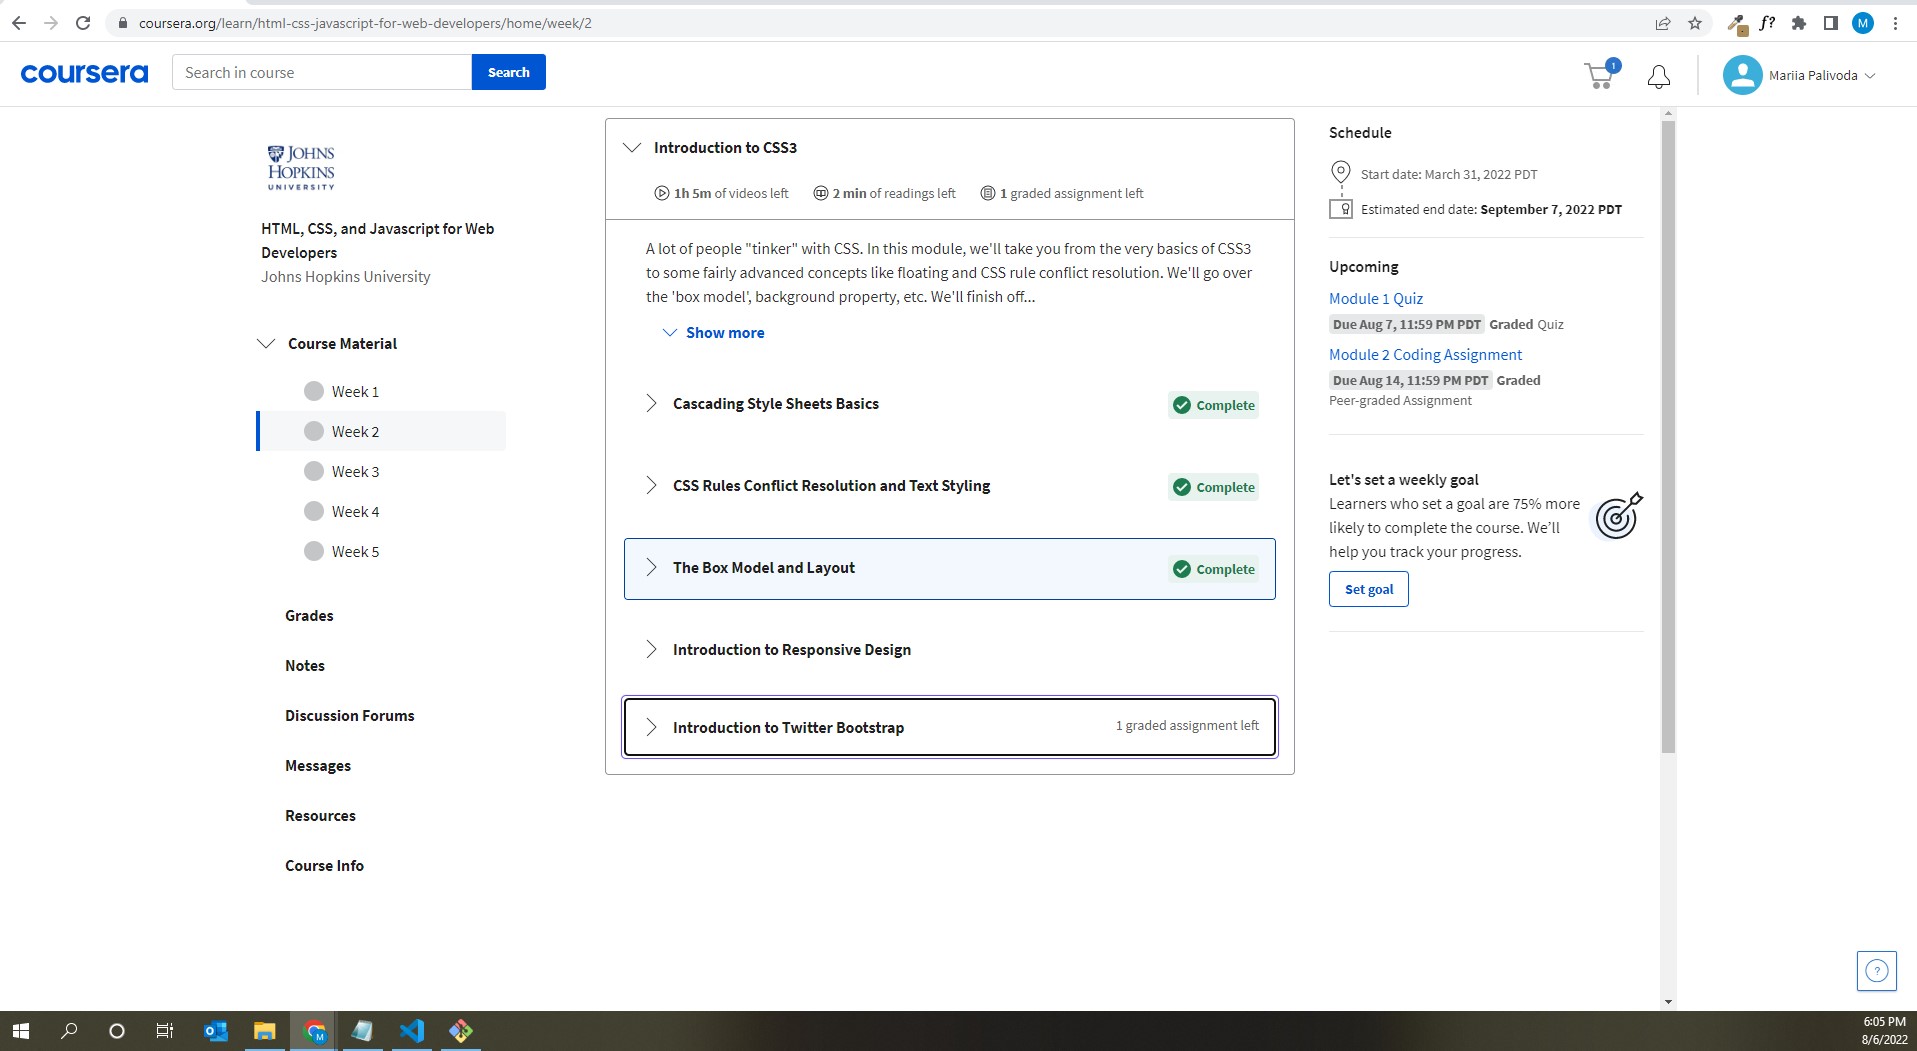 coursera.org/learn/html-css-javascript-for-web-developers/home/week/2
f?
M
coursera
Search in course
Search
1
Mariia Palivoda
JOHNS
HOPKINS
UNIVERSITY
HTML, CSS, and Javascript for Web
Developers
Johns Hopkins University
Course Material
Week 1
Week 2
Week 3
Week 4
Week 5
Grades
Notes
Discussion Forums
Messages
Resources
Course Info
Introduction to CSS3
1h 5m of videos left
2 min of readings left
1 graded assignment left
A lot of people "tinker" with CSS. In this module, we'll take you from the very basics of CSS3
to some fairly advanced concepts like floating and CSS rule conflict resolution. We'll go over
the 'box model', background property, etc. We'll finish off...
Show more
Cascading Style Sheets Basics
Complete
CSS Rules Conflict Resolution and Text Styling
Complete
The Box Model and Layout
Complete
Introduction to Responsive Design
Introduction to Twitter Bootstrap
1 graded assignment left
Schedule
Start date: March 31, 2022 PDT
Estimated end date: September 7, 2022 PDT
Upcoming
Module 1 Quiz
Due Aug 7, 11:59 PM PDT Graded Quiz
Module 2 Coding Assignment
Due Aug 14, 11:59 PM PDT Graded
Peer-graded Assignment
Let's set a weekly goal
Learners who set a goal are 75% more
likely to complete the course. We'll
help you track your progress.
Set goal
?
M
6:05 PM
8/6/2022